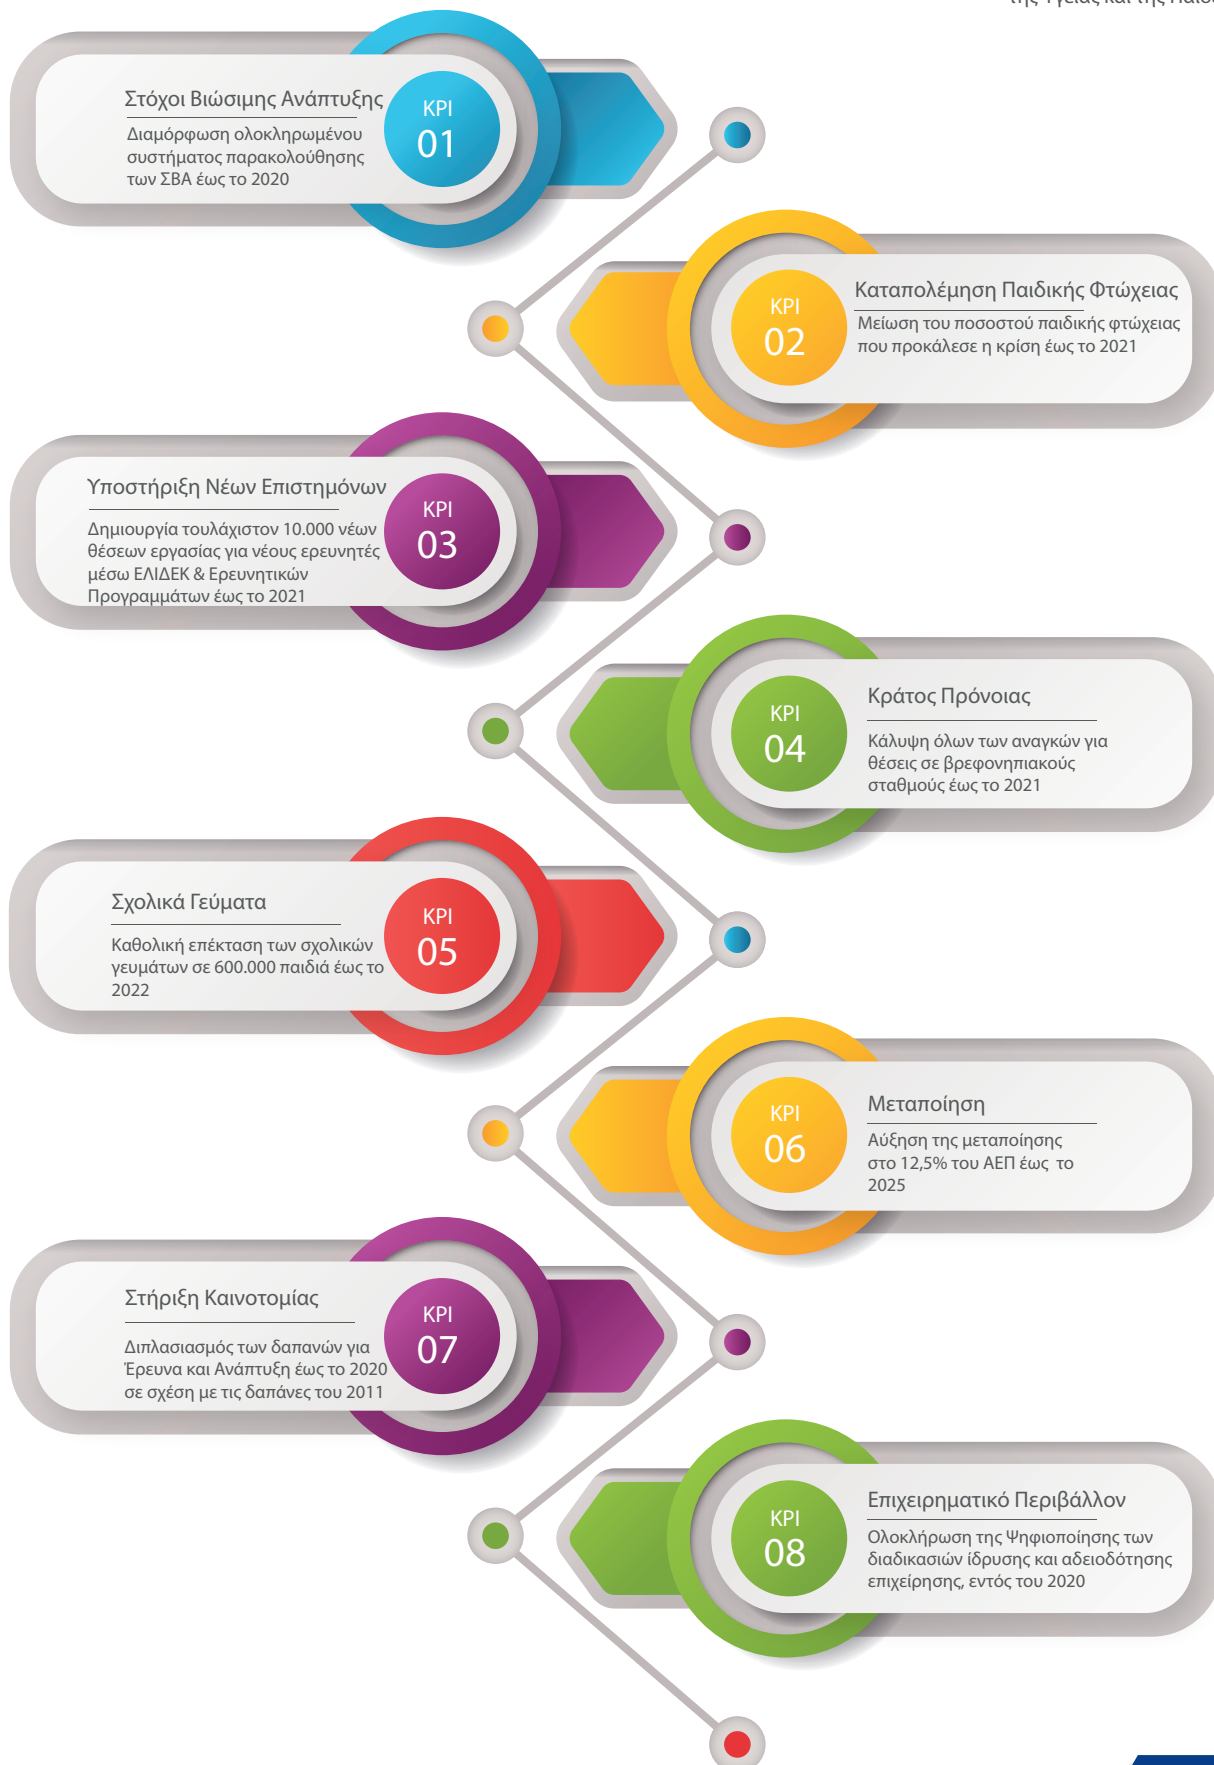 της Υγείας και της
Στόχοι Βιώσιμης Ανάπτυξης
Διαμόρφωση ολοκληρωμένου
συστήματος παρακολούθησης
των ΣΒΑ έως το 2020
KPI
01
KPI
02
Καταπολέμηση Παιδικής Φτώχειας
Μείωση του ποσοστού παιδικής φτώχειας
που προκάλεσε η κρίση έως το 2021
Υποστήριξη Νέων Επιστημόνων
Δημιουργία τουλάχιστον 10.000 νέων
θέσεων εργασίας για νέους ερευνητές
μέσω ΕΛΙΔΕΚ & Ερευνητικών
Προγραμμάτων έως το 2021
KPI
03
KPI
04
Κράτος Πρόνοιας
Κάλυψη όλων των αναγκών για
θέσεις σε βρεφονηπιακούς
σταθμούς έως το 2021
Σχολικά Γεύματα
Καθολική επέκταση των σχολικών
γευμάτων σε 600.000 παιδιά έως το
2022
KPI
05
KPI
06
Μεταποίηση
Αύξηση της μεταποίησης
στο 12,5% του ΑΕΠ έως το
2025
Στήριξη Καινοτομίας
Διπλασιασμός των δαπανών για
Έρευνα και Ανάπτυξη έως το 2020
σε σχέση με τις δαπάνες του 2011
KPI
07
KPI
08
Επιχειρηματικό Περιβάλλον
Ολοκλήρωση της Ψηφιοποίησης των
διαδικασιών ίδρυσης και αδειοδότησης
επιχείρησης, εντός του 2020